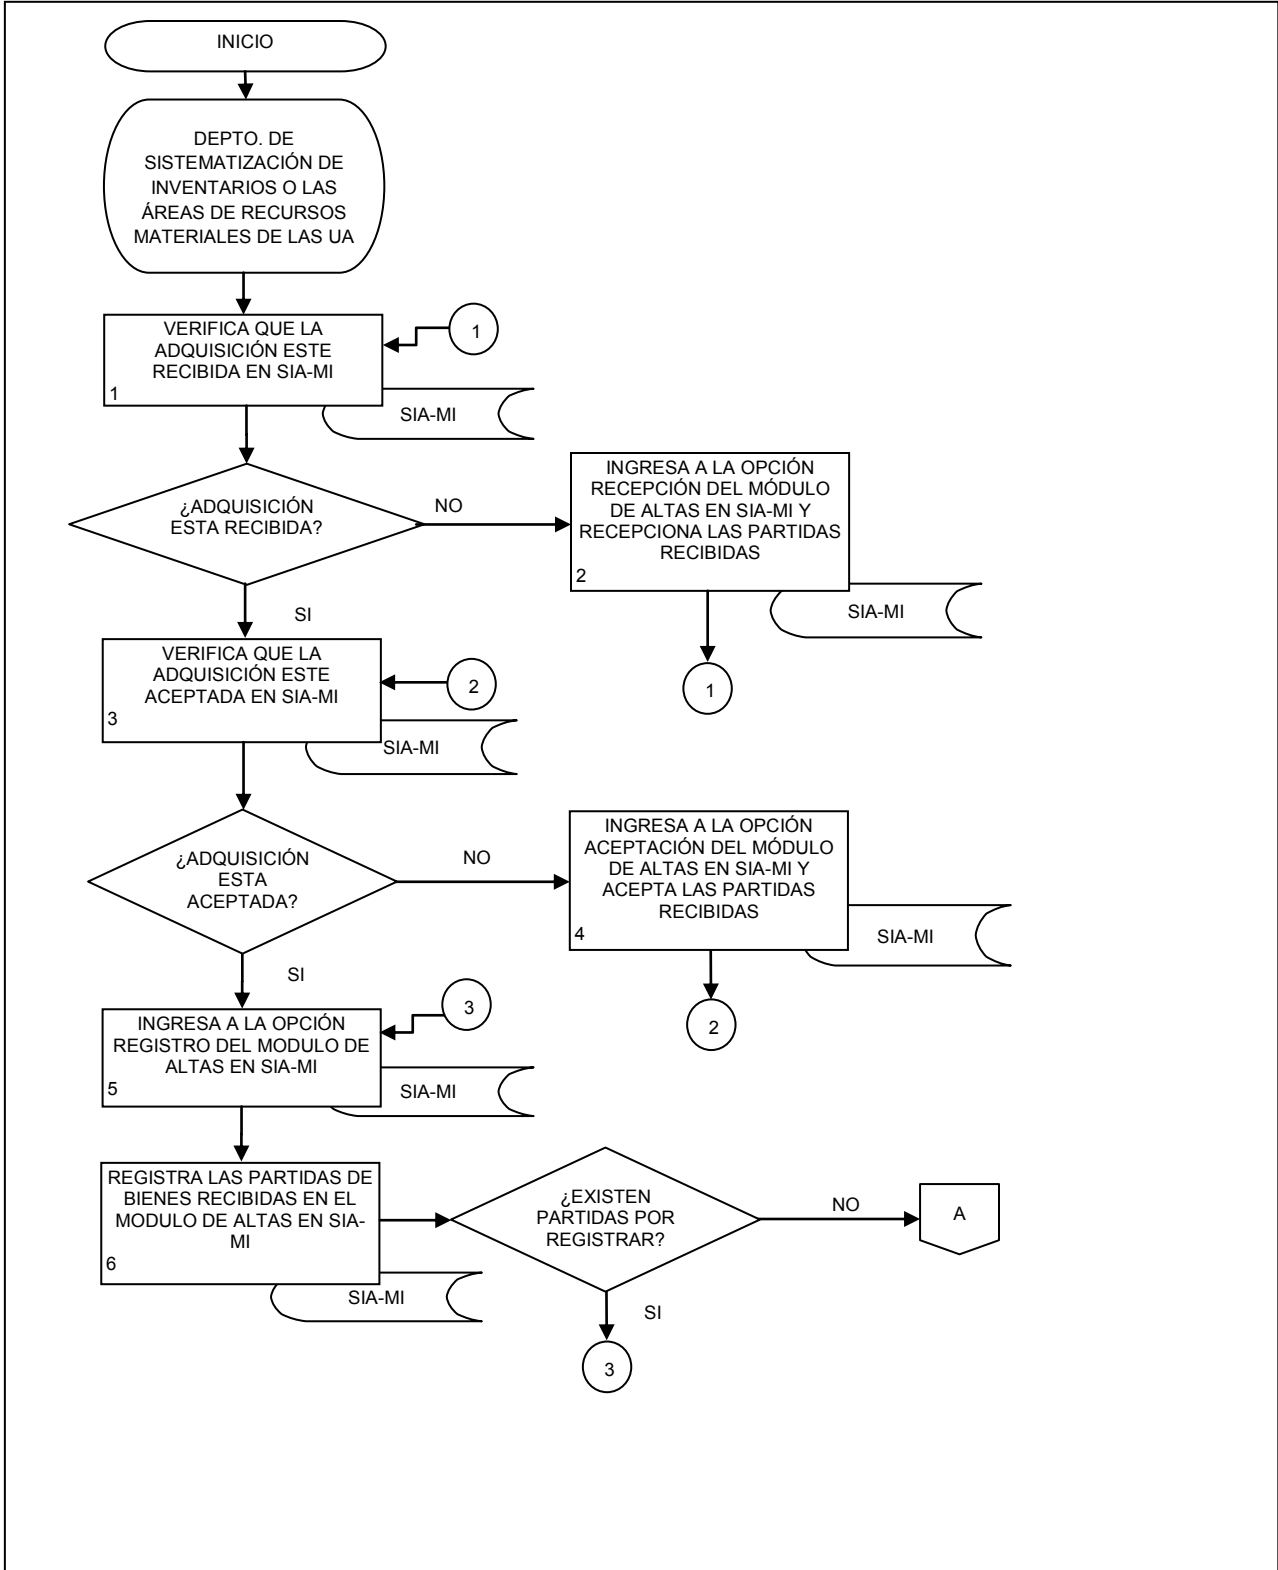 INICIO
DEPTO. DE
SISTEMATIZACIÓN DE
INVENTARIOS O LAS
ÁREAS DE RECURSOS
MATERIALES DE LAS UA
VERIFICA QUE LA
ADQUISICIÓN ESTE
RECIBIDA EN SIA-MI
1
1
SIA-MI
¿ADQUISICIÓN
ESTA RECIBIDA?
NO
INGRESA A LA OPCIÓN
RECEPCIÓN DEL MÓDULO
DE ALTAS EN SIA-MI Y
RECEPCIONA LAS PARTIDAS
RECIBIDAS
2
SIA-MI
1
SI
VERIFICA QUE LA
ADQUISICIÓN ESTE
ACEPTADA EN SIA-MI
3
2
SIA-MI
¿ADQUISICIÓN
ESTA
ACEPTADA?
NO
INGRESA A LA OPCIÓN
ACEPTACIÓN DEL MÓDULO
DE ALTAS EN SIA-MI Y
ACEPTA LAS PARTIDAS
RECIBIDAS
4
SIA-MI
2
SI
INGRESA A LA OPCIÓN
REGISTRO DEL MODULO DE
ALTAS EN SIA-MI
5
3
SIA-MI
REGISTRA LAS PARTIDAS DE
BIENES RECIBIDAS EN EL
MODULO DE ALTAS EN SIA-
MI
6
SIA-MI
¿EXISTEN
PARTIDAS POR
REGISTRAR?
NO
A
SI
3